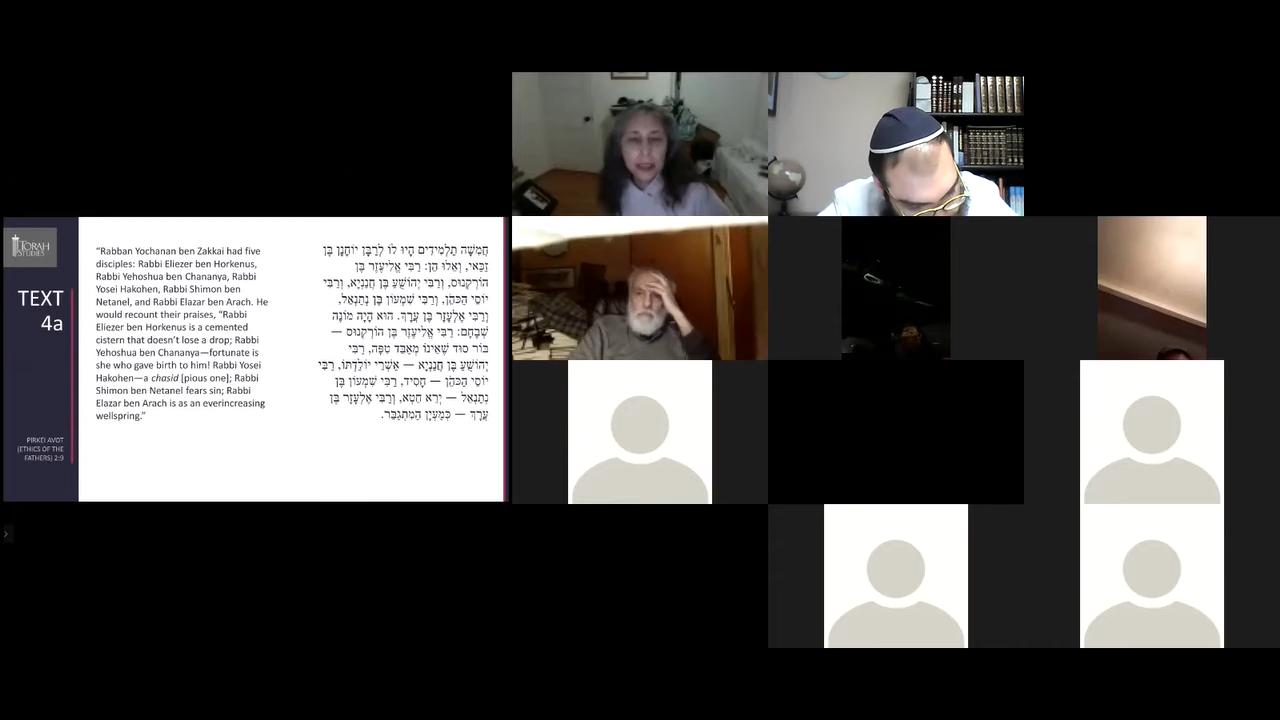 TORAH
STUDIES
TEXT
4a
PIRKEI AVOT
(ETHICS OF THE
FATHERS) 2:9
“Rabban Yochanan ben Zakkai had five
disciples: Rabbi Eliezer ben Horkenus,
Rabbi Yehoshua ben Chananya, Rabbi
Yosei Hakohen, Rabbi Shimon ben
Netanel, and Rabbi Elazar ben Arach. He
would recount their praises, “Rabbi
Eliezer ben Horkenus is a cemented
cistern that doesn’t lose a drop; Rabbi
Yehoshua ben Chananya—fortunate is
she who gave birth to him! Rabbi Yosei
Hakohen—a chasid [pious one]; Rabbi
Shimon ben Netanel fears sin; Rabbi
Elazar ben Arach is as an everincreasing
wellspring.”
חֲמִשָּׁה תַלְמִידִים הָיוּ לוֹ לְרַבָּן יוֹחָנָן בֶּן
זַכַּאי, וְאֵלוּ הֵן: רַבִּי אֱלִיעֶזֶר בֶּן
הוֹרְקְנוּס, וְרַבִּי יְהוֹשֻׁעַ בֶּן חֲנַנְיָא, וְרַבִּי
יוֹסֵי הַכֹּהֵן, וְרַבִּי שִׁמְעוֹן בֶּן נְתַנְאֵל,
וְרַבִּי אֶלְעָזָר בֶּן עֲרָךְ. הוּא הָיָה מוֹנֶה
שְׁבָחָם: רַבִּי אֱלִיעֶזֶר בֶּן הוֹרְקְנוּס —
בּוֹר סוּד שֶׁאֵינוֹ מְאַבֵּד טִפָּה, רַבִּי
יְהוֹשֻׁעַ בֶּן חֲנַנְיָא — אַשְׁרֵי יוֹלַדְתּוֹ, רַבִּי
יוֹסֵי הַכֹּהֵן — חָסִיד, רַבִּי שִׁמְעוֹן בֶּן
נְתַנְאֵל — יְרֵא חֵטְא, וְרַבִּי אֶלְעָזָר בֶּן
עֲרָךְ — כְּמַעְיָן הַמִּתְגַּבֵּר.